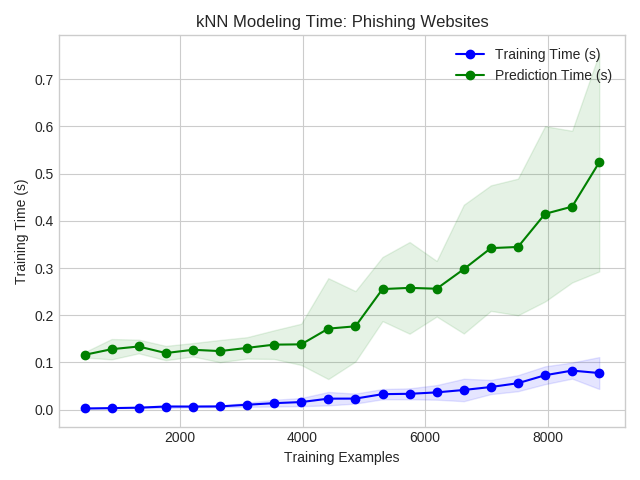 kNN Modeling Time: Phishing Websites
Training Time (s)
Prediction Time (s)
Training Time (s)
0.7
0.6
0.5
0.4
0.3
0.2
0.1
0.0
2000 4000 6000 8000
Training Examples